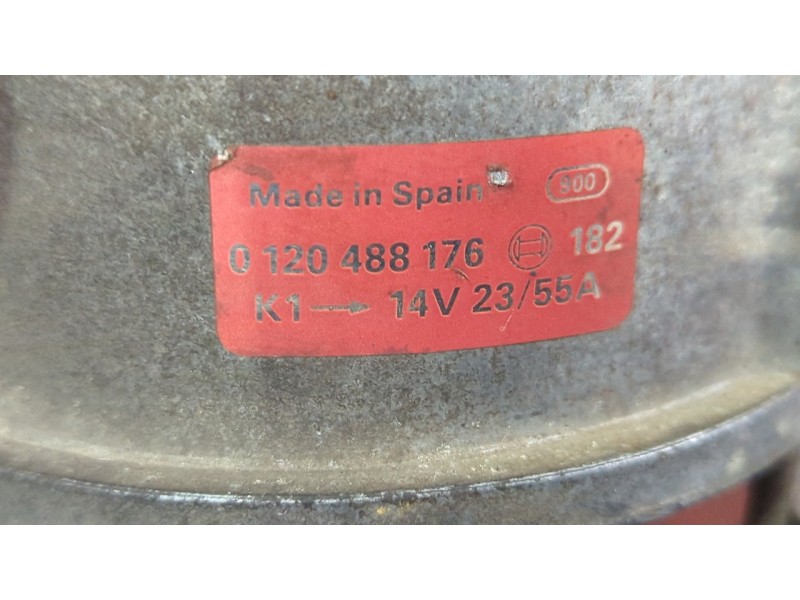 Made in Spain 800
0 120 488 176 182
K1→ 14V 23/55A